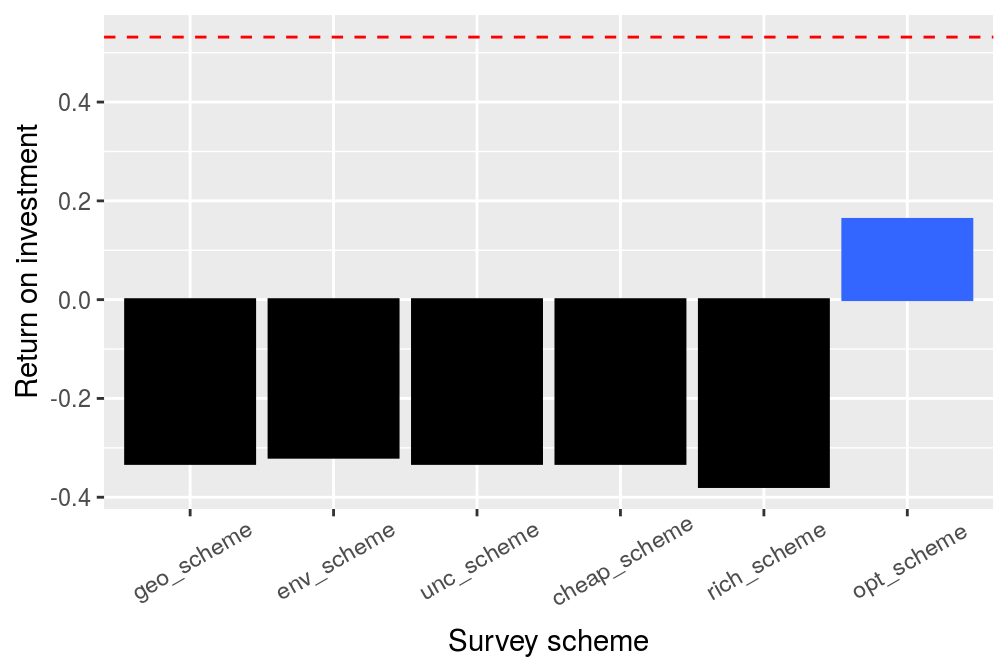 Return on investment
0.4
0.2
0.0
-0.2
-0.4
geo_scheme
env_scheme
unc_scheme
cheap_scheme
rich_scheme
opt_scheme
Survey scheme